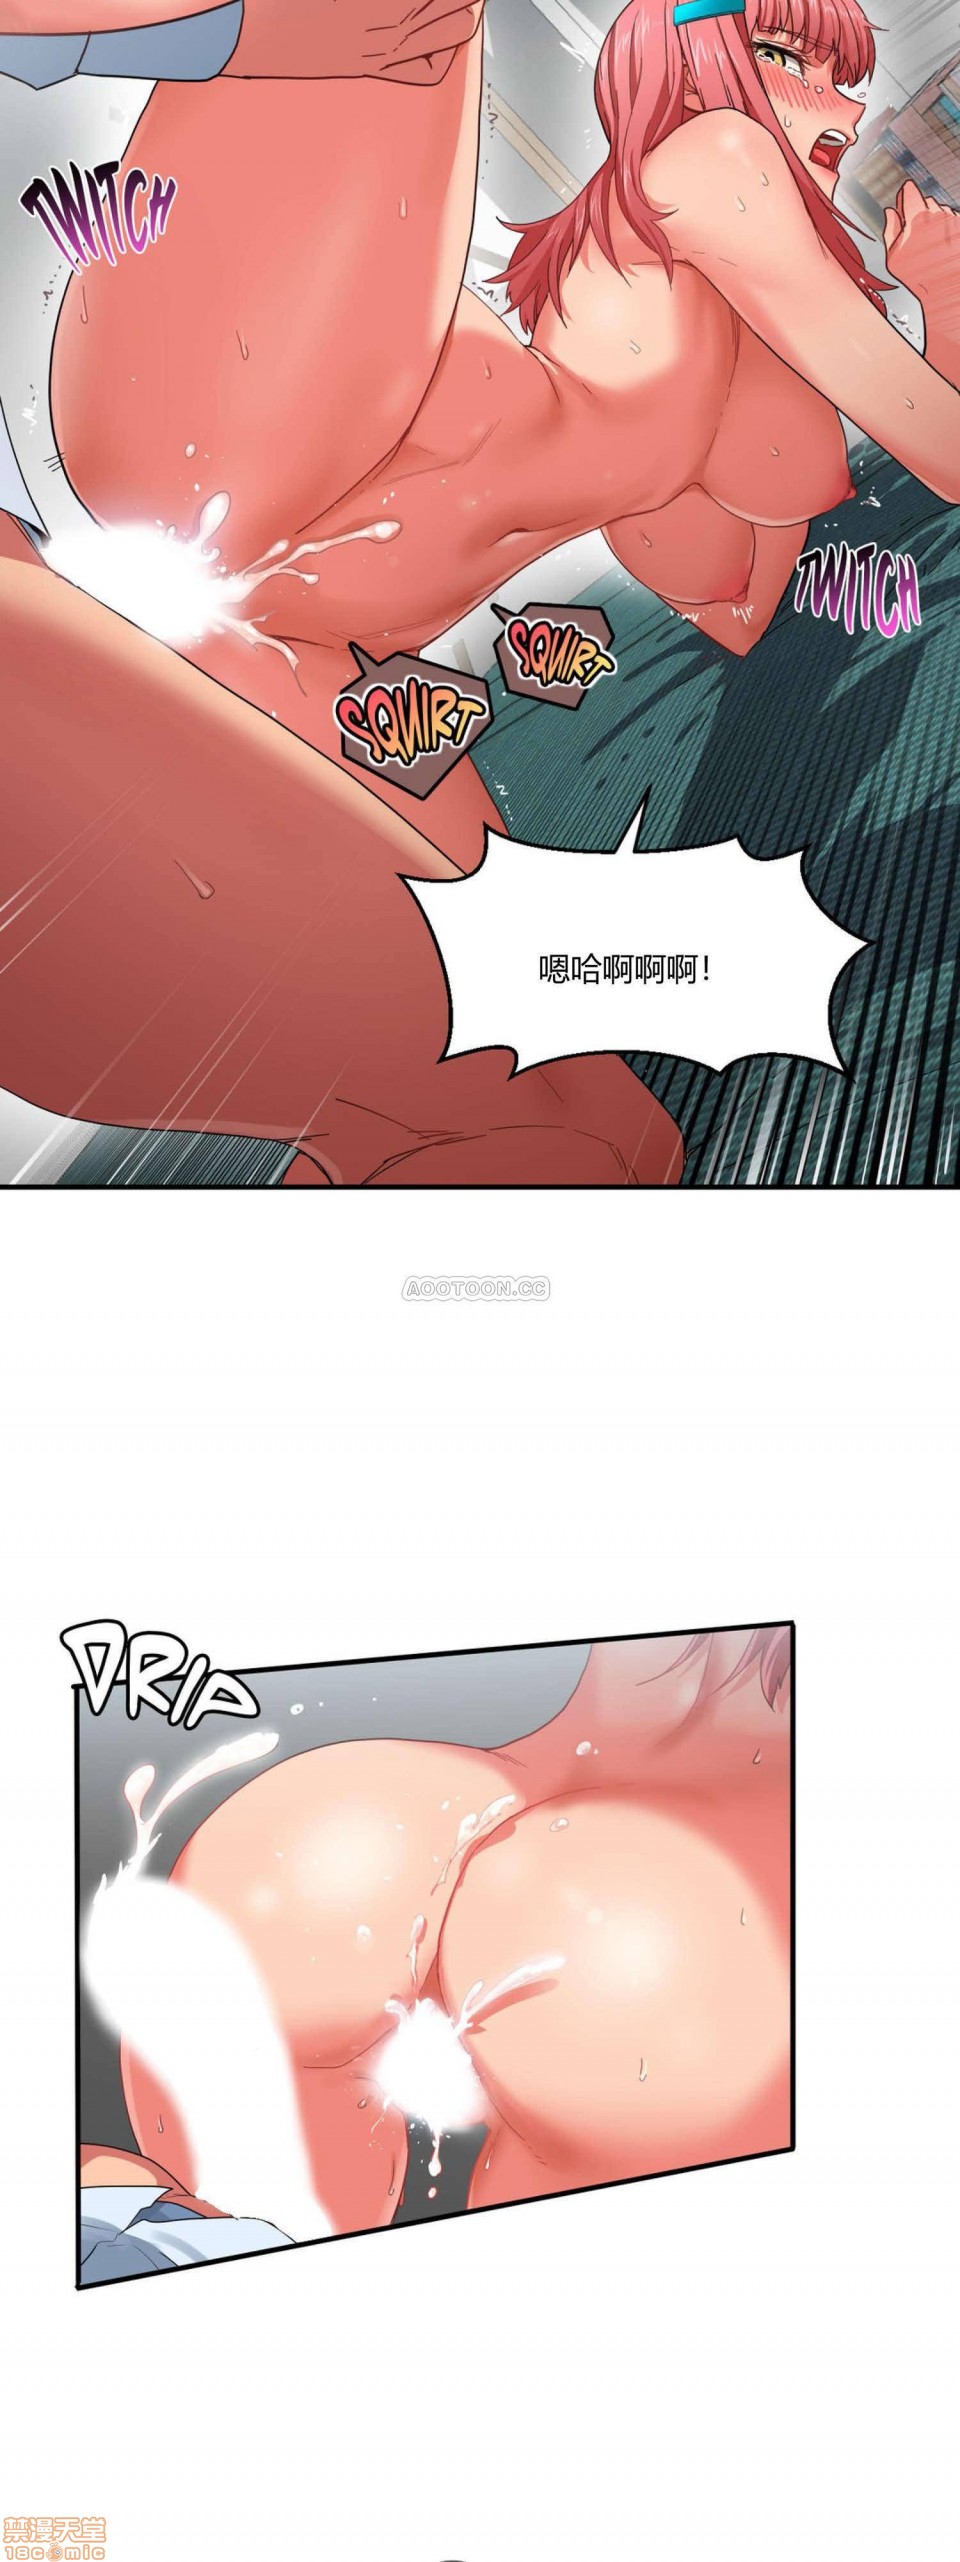 TWITCH
TWITCH
SQUIRT
SQUIRT
嗯哈啊啊啊!
AOOTOON.CC
DRIP
禁漫天堂
18comic